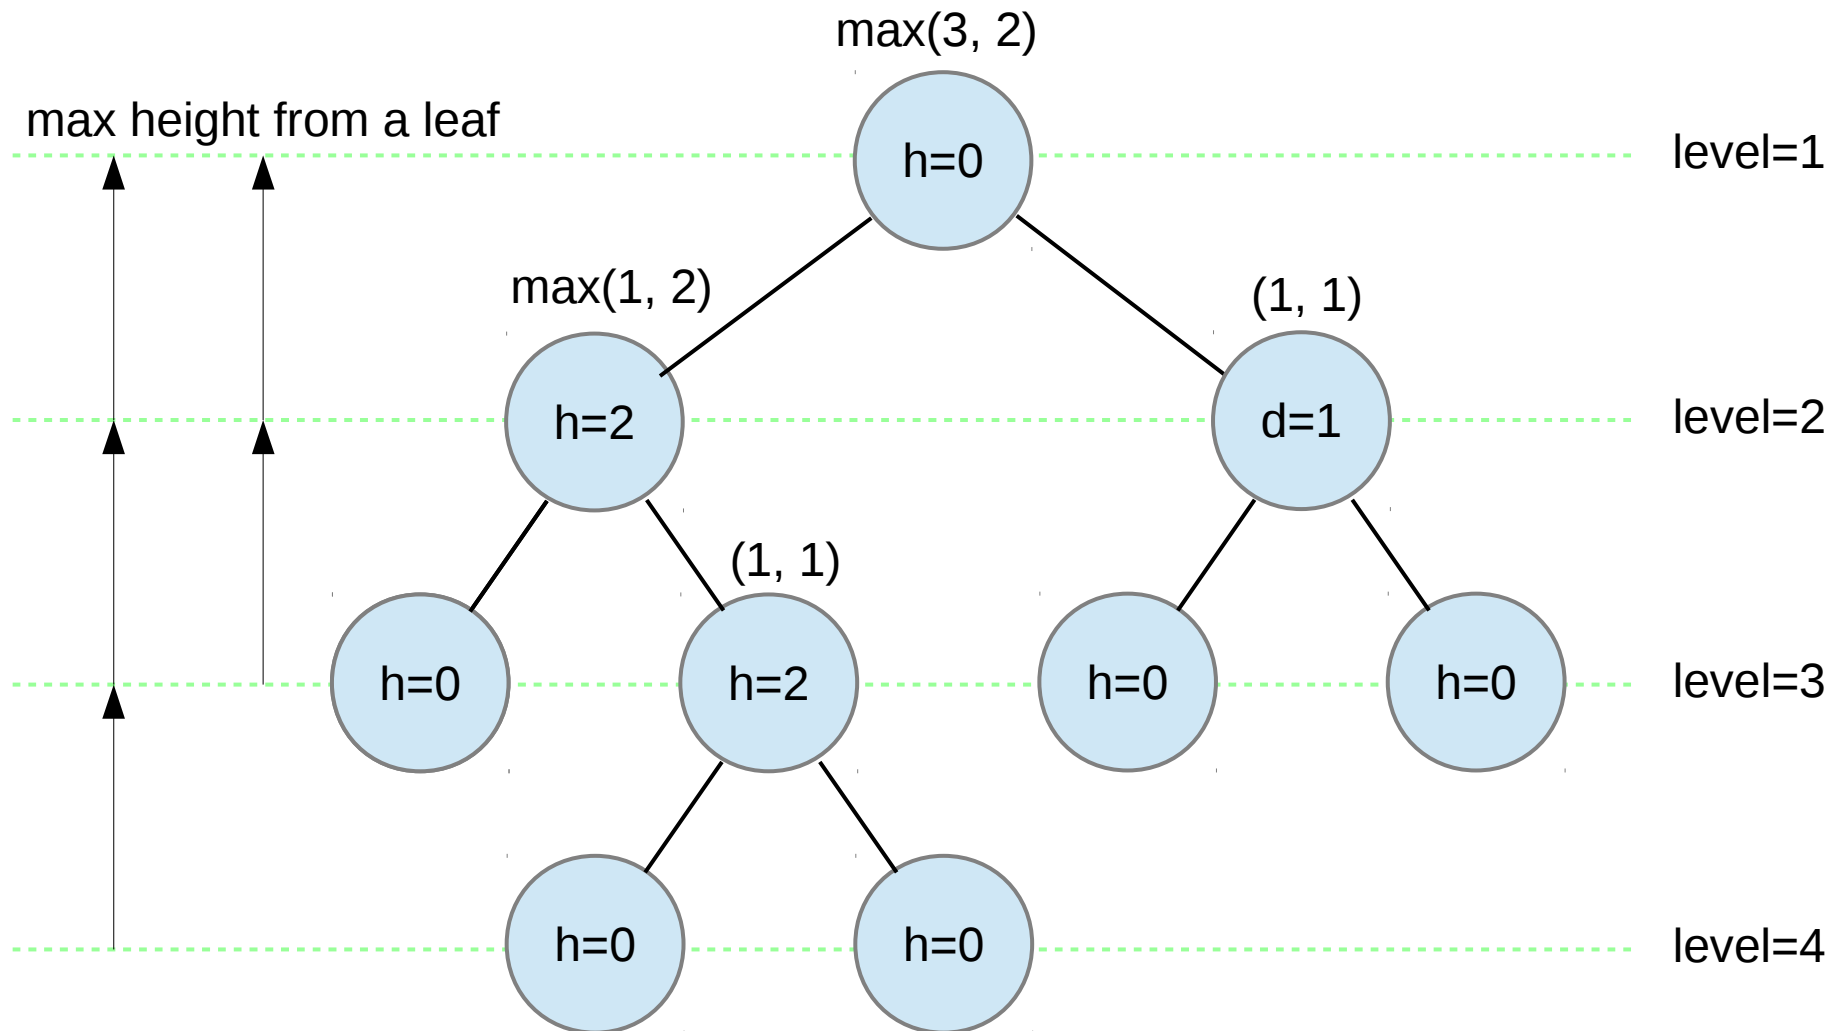 max(3, 2)
max height from a leaf
h=0
level=1
max(1, 2)
(1, 1)
h=2
d=1
level=2
(1, 1)
h=0
h=2
h=0
h=0
level=3
h=0
h=0
level=4